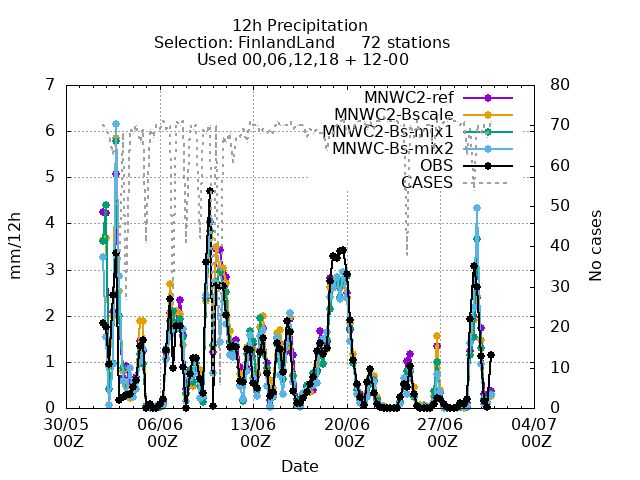 12h Precipitation
Selection: FinlandLand 72 stations
Used 00,06,12,18 + 12-00
MNWC2-ref
MNWC2-Bscale
MNWC2-Bs-mix1
MNWC-Bs-mix2
OBS
CASES
mm/12h
0
1
2
3
4
5
6
7
No cases
0
10
20
30
40
50
60
70
80
30/05 06/06 13/06 20/06 27/06 04/07
00Z 00Z 00Z 00Z 00Z 00Z
Date